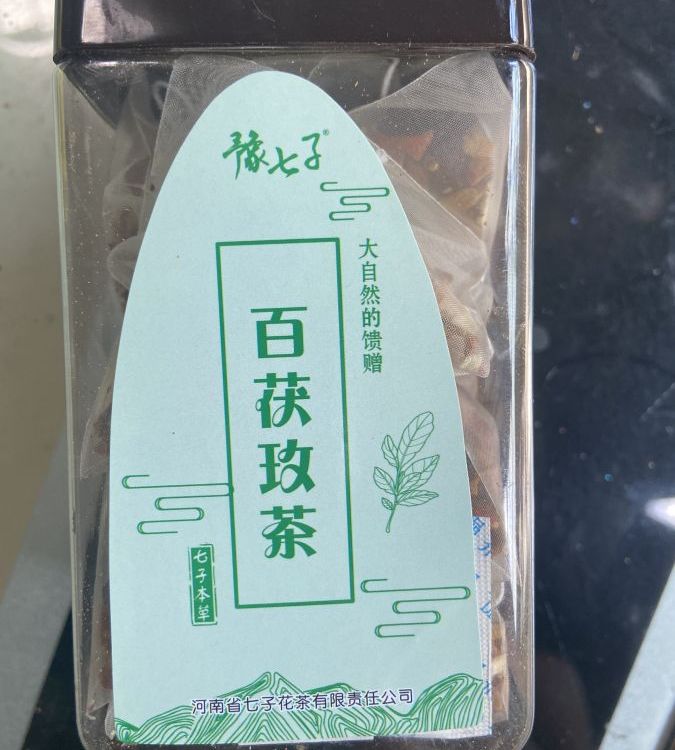 豫七子®
大自然的馈赠
百茯玫茶
七子本草
河南省七子花茶有限责任公司